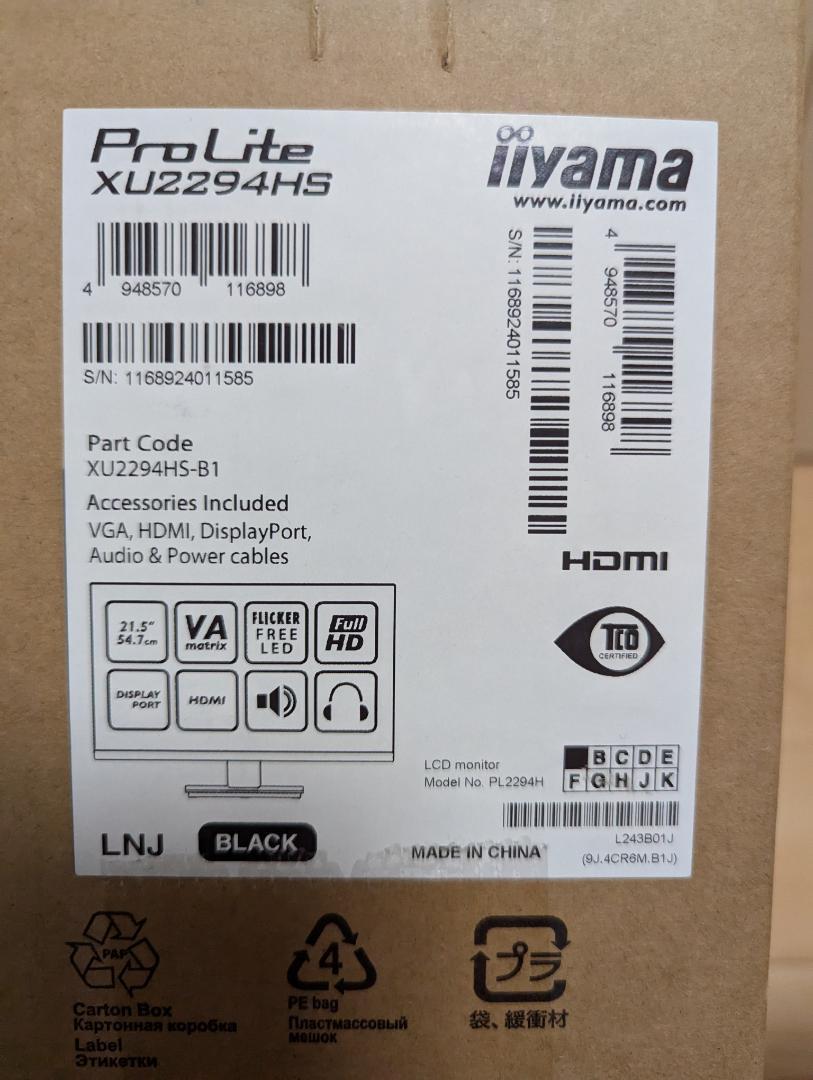 ProLite
XU2294HS
iiyama
www.iiyama.com
4 948570 116898
S/N: 1168924011585
S/N: 1168924011585
4 948570 116898
Part Code
XU2294HS-B1
Accessories Included
VGA, HDMI, DisplayPort,
Audio & Power cables
HDMI
21.5"
54.7cm
VA
matrix
FLICKER
FREE
LED
Full
HD
DISPLAY
PORT
HDMI
TCO
CERTIFIED
LCD monitor
Model No. PL2294H
B C D E
F G H J K
LNJ
BLACK
MADE IN CHINA
L243B01J
(9J.4CR6M.B1J)
PAP
Carton Box
Картонная коробка
Label
Этикетки
4
PE bag
Пластмассовый
мешок
プラ
袋、緩衝材